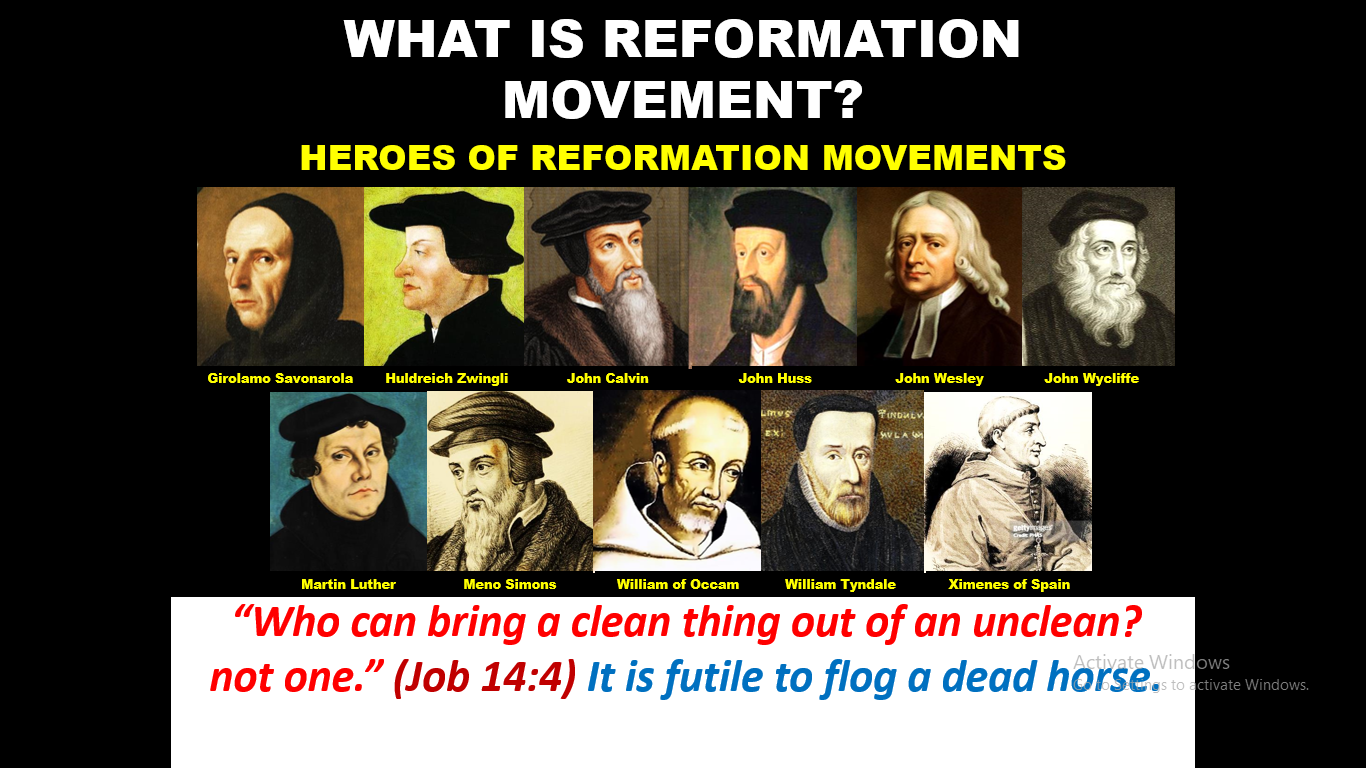 WHAT IS REFORMATION
MOVEMENT?
HEROES OF REFORMATION MOVEMENTS
Girolamo Savonarola Huldreich Zwingli John Calvin John Huss John Wesley John Wycliffe
Martin Luther Meno Simons William of Occam William Tyndale Ximenes of Spain
gettyimages
“Who can bring a clean thing out of an unclean?
not one.” (Job 14:4) It is futile to flog a dead horse.
Activate Windows
Go to Settings to activate Windows.